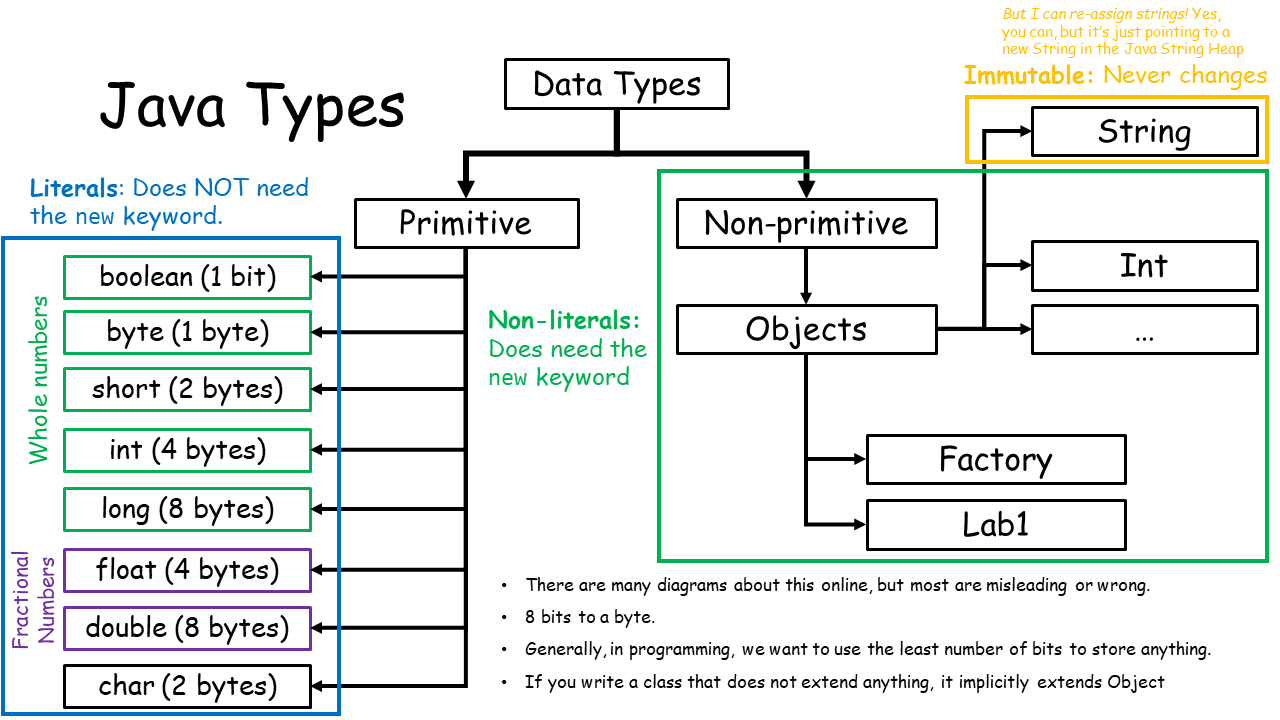 But I can re-assign strings! Yes,
you can, but it's just pointing to a
new String in the Java String Heap
Immutable: Never changes
Java Types
Data Types
String
Literals: Does NOT need
the new keyword.
Primitive
Non-primitive
Int
boolean (1 bit)
byte (1 byte)
short (2 bytes)
int (4 bytes)
long (8 bytes)
float (4 bytes)
double (8 bytes)
char (2 bytes)
Whole numbers
Fractional
Numbers
Non-literals:
Does need the
new keyword
Objects
...
Factory
Lab1
• There are many diagrams about this online, but most are misleading or wrong.
• 8 bits to a byte.
• Generally, in programming, we want to use the least number of bits to store anything.
• If you write a class that does not extend anything, it implicitly extends Object